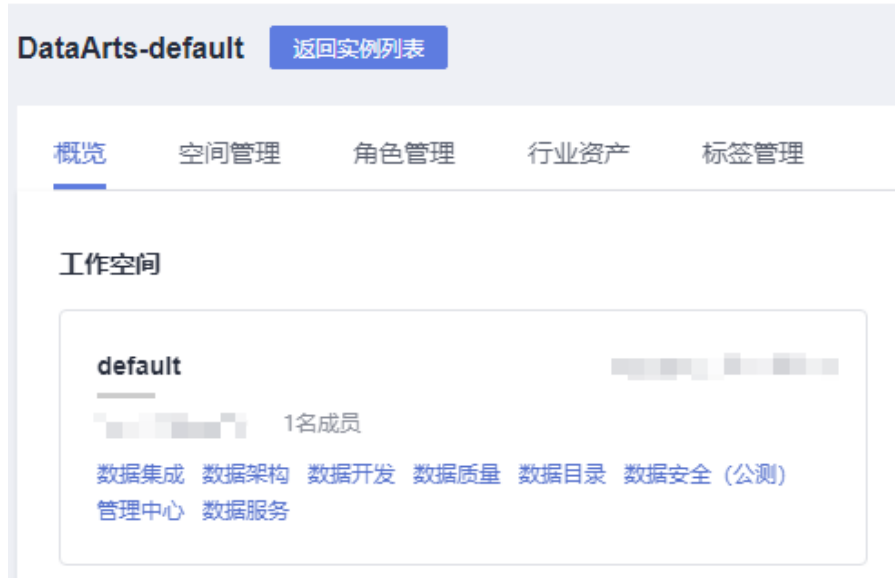 DataArts-default 返回实例列表
概览 空间管理 角色管理 行业资产 标签管理
工作空间
default
1名成员
数据集成 数据架构 数据开发 数据质量 数据目录 数据安全（公测）
管理中心 数据服务